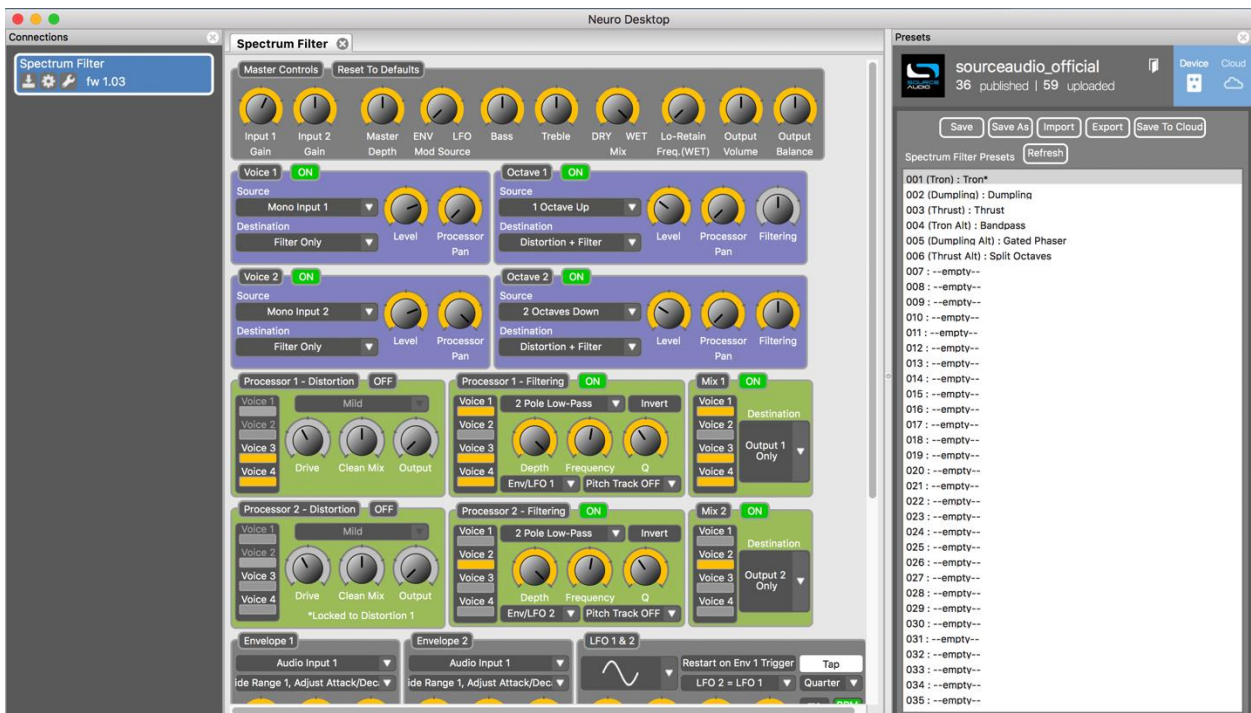 Neuro Desktop
Connections
Spectrum Filter
fw 1.03
Spectrum Filter
Master Controls Reset To Defaults
Input 1 Input 2 Master ENV LFO Bass Treble DRY WET Lo-Retain Output Output
Gain Gain Depth Mod Source Mix Freq.(WET) Volume Balance
Voice 1 ON
Source
Mono Input 1
Destination
Filter Only
Level Processor
Pan
Octave 1 ON
Source
1 Octave Up
Destination
Distortion + Filter
Level Processor Filtering
Pan
Voice 2 ON
Source
Mono Input 2
Destination
Filter Only
Level Processor
Pan
Octave 2 ON
Source
2 Octaves Down
Destination
Distortion + Filter
Level Processor Filtering
Pan
Processor 1 - Distortion OFF
Voice 1
Voice 2
Voice 3
Voice 4
Mild
Drive Clean Mix Output
Processor 1 - Filtering ON
Voice 1
Voice 2
Voice 3
Voice 4
2 Pole Low-Pass Invert
Depth Frequency Q
Env/LFO 1 Pitch Track OFF
Mix 1 ON
Voice 1
Voice 2
Voice 3
Voice 4
Destination
Output 1
Only
Processor 2 - Distortion OFF
Voice 1
Voice 2
Voice 3
Voice 4
Mild
Drive Clean Mix Output
*Locked to Distortion 1
Processor 2 - Filtering ON
Voice 1
Voice 2
Voice 3
Voice 4
2 Pole Low-Pass Invert
Depth Frequency Q
Env/LFO 2 Pitch Track OFF
Mix 2 ON
Voice 1
Voice 2
Voice 3
Voice 4
Destination
Output 2
Only
Envelope 1
Audio Input 1
ide Range 1, Adjust Attack/Dec
Envelope 2
Audio Input 1
ide Range 1, Adjust Attack/Dec
LFO 1 & 2
Restart on Env 1 Trigger Tap
LFO 2 = LFO 1 Quarter
Presets
SOURCE
AUDIO
sourceaudio_official
36 published | 59 uploaded
Device Cloud
Save Save As Import Export Save To Cloud
Spectrum Filter Presets Refresh
001 (Tron) : Tron*
002 (Dumpling) : Dumpling
003 (Thrust) : Thrust
004 (Tron Alt) : Bandpass
005 (Dumpling Alt) : Gated Phaser
006 (Thrust Alt) : Split Octaves
007 : --empty--
008 : --empty--
009 : --empty--
010 : --empty--
011 : --empty--
012 : --empty--
013 : --empty--
014 : --empty--
015 : --empty--
016 : --empty--
017 : --empty--
018 : --empty--
019 : --empty--
020 : --empty--
021 : --empty--
022 : --empty--
023 : --empty--
024 : --empty--
025 : --empty--
026 : --empty--
027 : --empty--
028 : --empty--
029 : --empty--
030 : --empty--
031 : --empty--
032 : --empty--
033 : --empty--
034 : --empty--
035 : --empty--